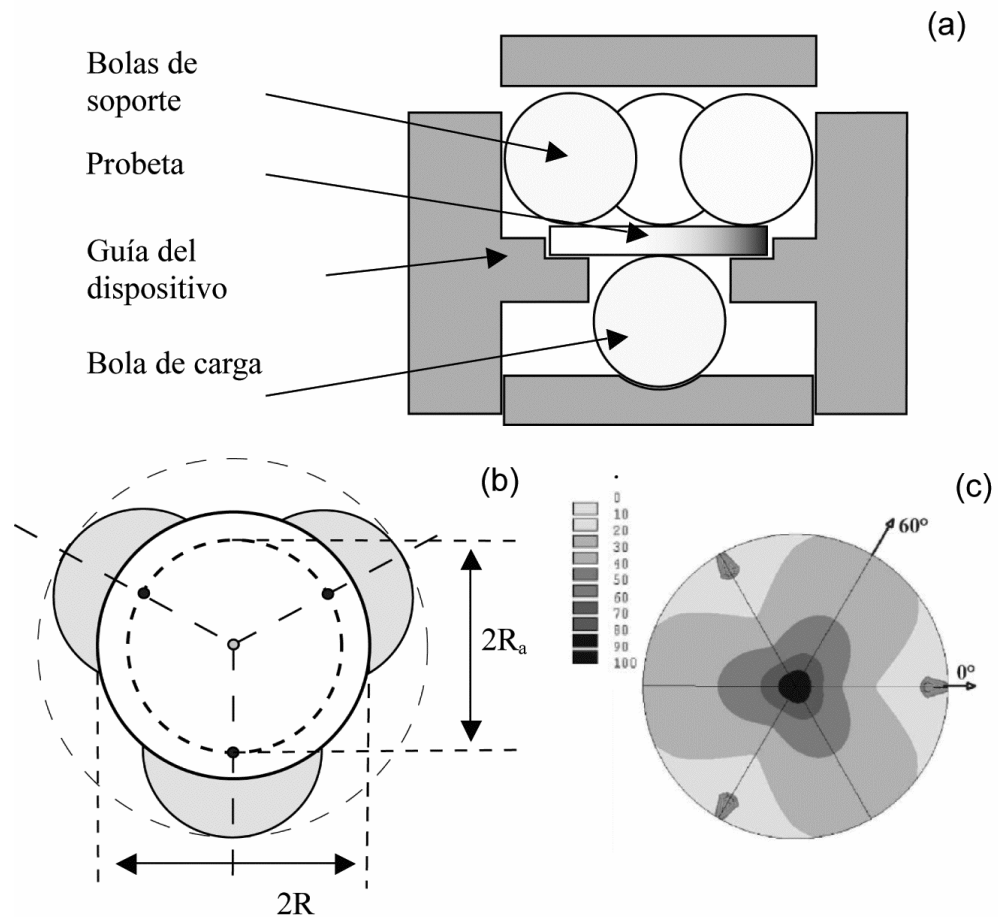 (a)
Bolas de
soporte
Probeta
Guía del
dispositivo
Bola de carga
(b)
2Rₐ
2R
(c)
0
10
20
30
40
50
60
70
80
90
100
60°
0°